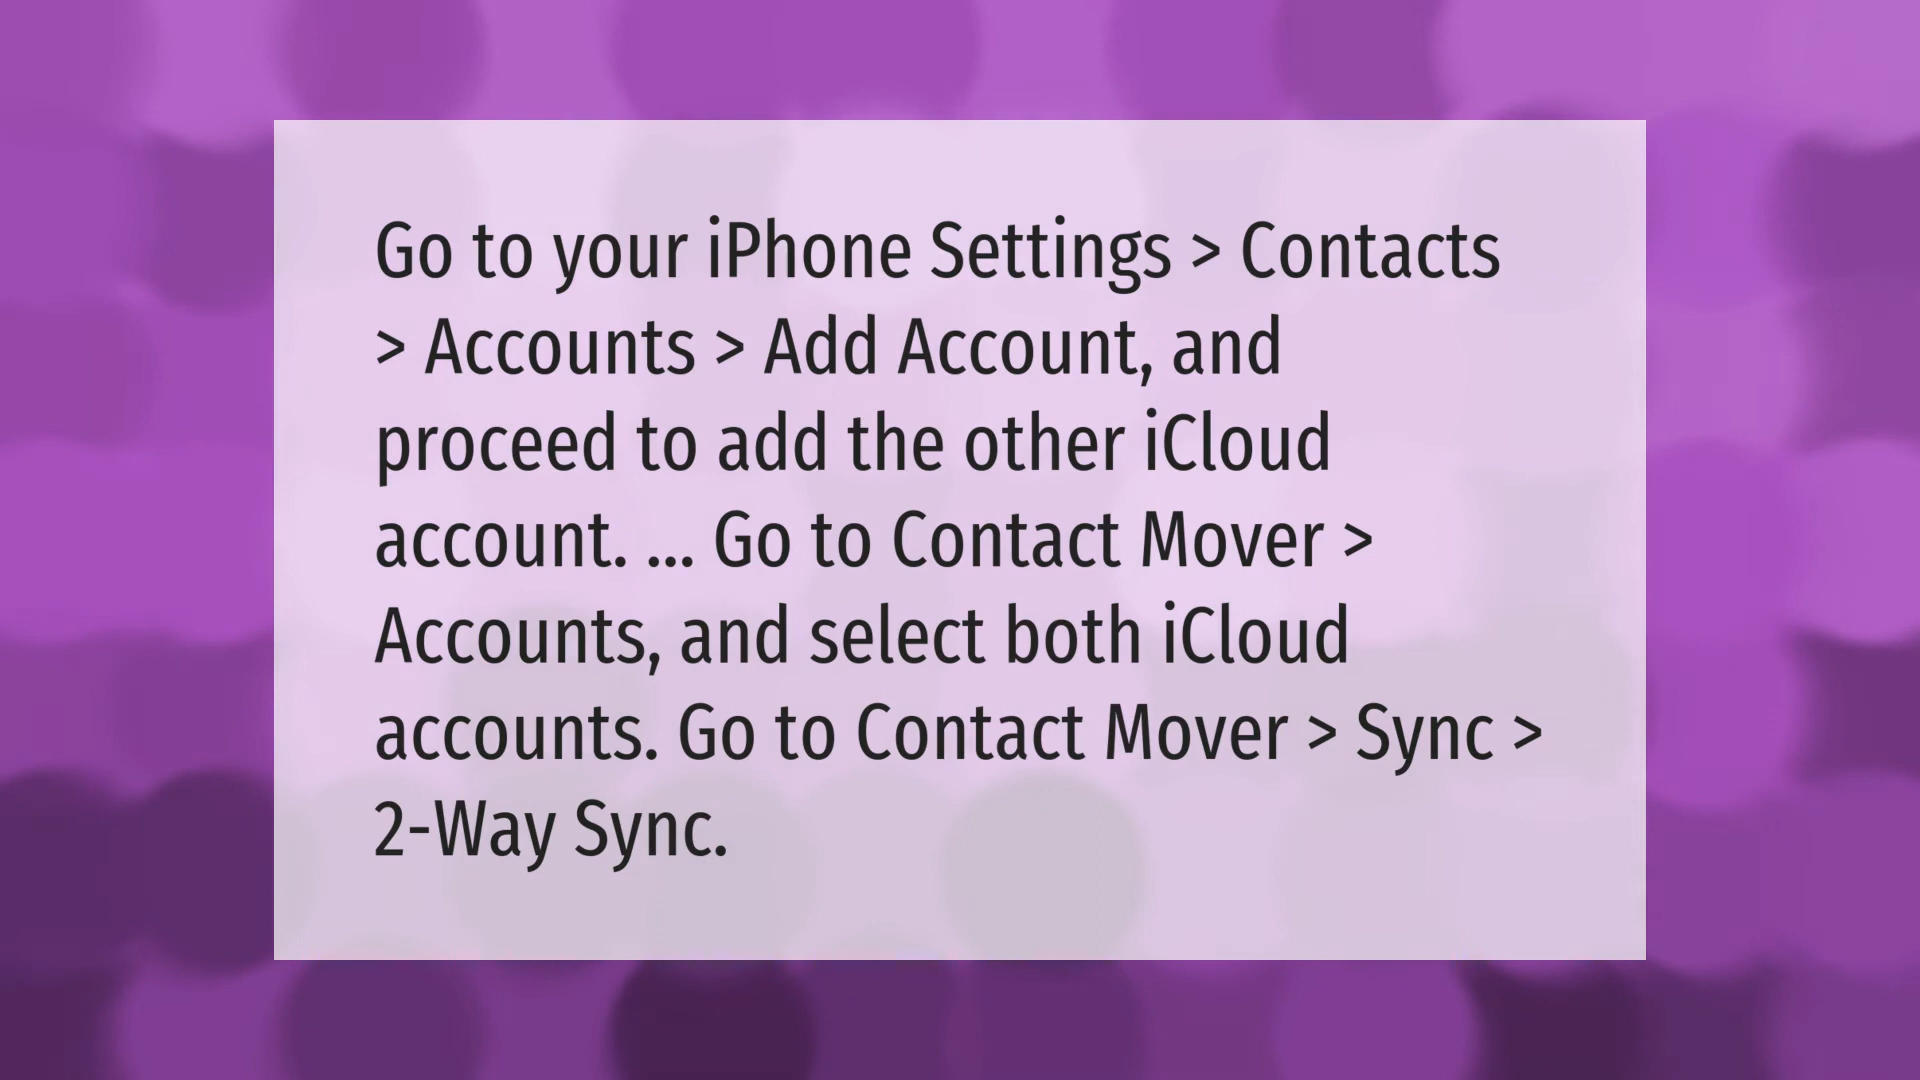 Go to your iPhone Settings > Contacts
> Accounts > Add Account, and
proceed to add the other iCloud
account. ... Go to Contact Mover >
Accounts, and select both iCloud
accounts. Go to Contact Mover > Sync >
2-Way Sync.